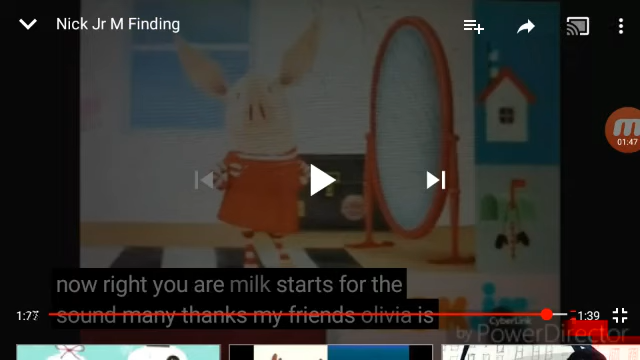 Nick Jr M Finding
01:47
now right you are milk starts for the
sound many thanks my friends olivia is
1:39
CyberLink
by PowerDirector